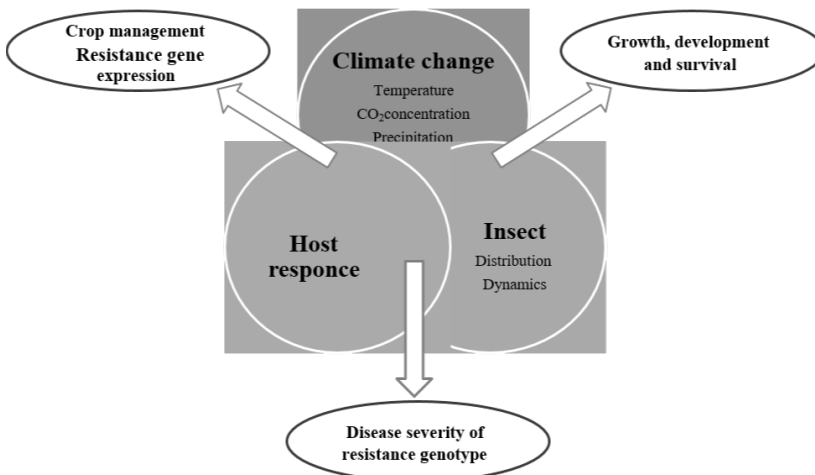 Crop management
Resistance gene
expression
Climate change
Temperature
CO₂concentration
Precipitation
Growth, development
and survival
Host
responce
Insect
Distribution
Dynamics
Disease severity of
resistance genotype